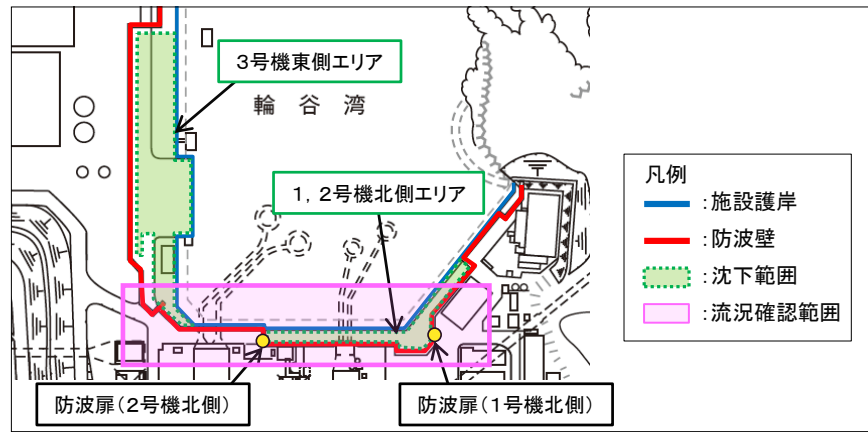 3号機東側エリア
輪谷湾
1,2号機北側エリア
防波扉(2号機北側)
防波扉(1号機北側)
凡例
:施設護岸
:防波壁
:沈下範囲
:流況確認範囲